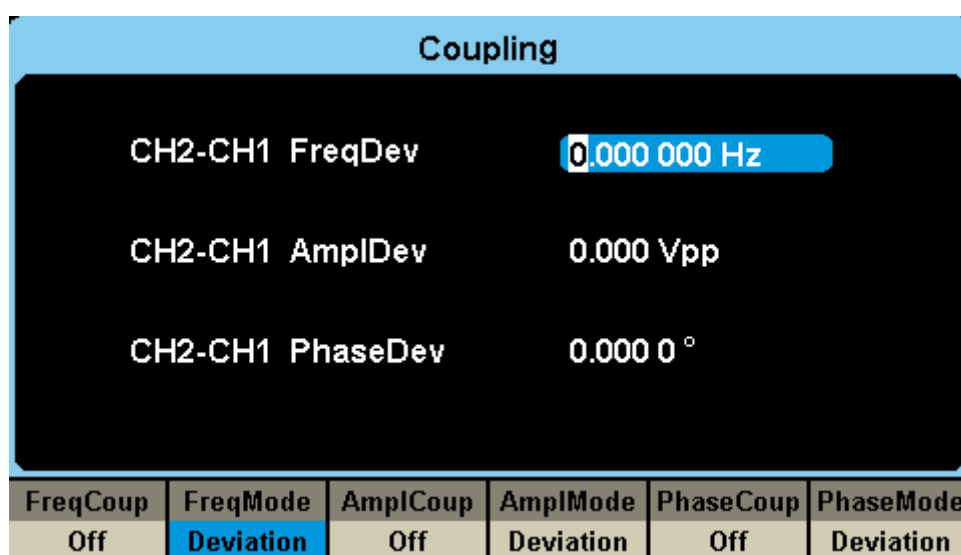 Coupling
CH2-CH1 FreqDev 0.000 000 Hz
CH2-CH1 AmplDev 0.000 Vpp
CH2-CH1 PhaseDev 0.000 0 °
FreqCoup FreqMode AmplCoup AmplMode PhaseCoup PhaseMode
Off Deviation Off Deviation Off Deviation